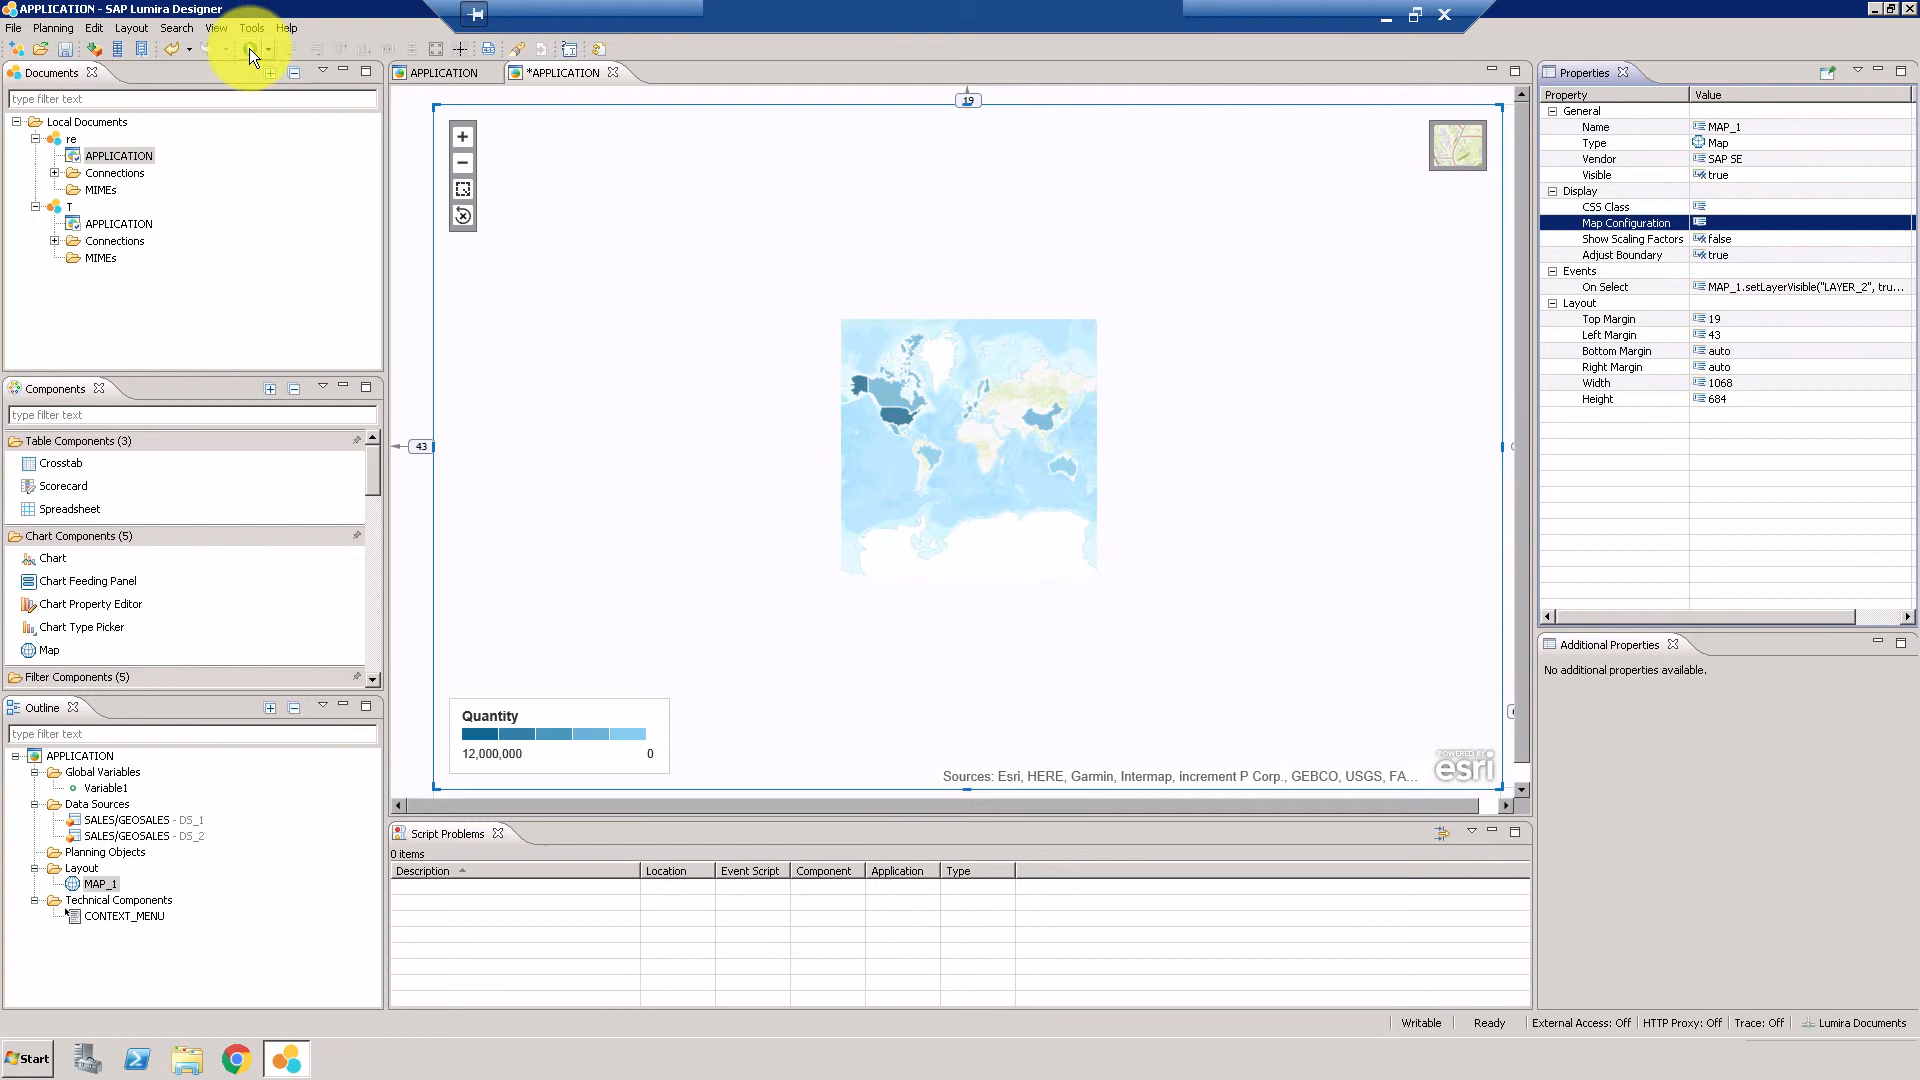 APPLICATION - SAP Lumira Designer
File Planning Edit Layout Search View Tools Help
Documents
type filter text
Local Documents
re
APPLICATION
Connections
MIMEs
T
APPLICATION
Connections
MIMEs
Components
type filter text
Table Components (3)
Crosstab
Scorecard
Spreadsheet
Chart Components (5)
Chart
Chart Feeding Panel
Chart Property Editor
Chart Type Picker
Map
Filter Components (5)
Outline
type filter text
APPLICATION
Global Variables
Variable1
Data Sources
SALES/GEOSALES - DS_1
SALES/GEOSALES - DS_2
Planning Objects
Layout
MAP_1
Technical Components
CONTEXT_MENU
APPLICATION *APPLICATION
19
43
Quantity
12,000,000 0
Sources: Esri, HERE, Garmin, Intermap, increment P Corp., GEBCO, USGS, FA...
POWERED BY
esri
Script Problems
0 items
Description Location Event Script Component Application Type
Properties
Property Value
General
Name MAP_1
Type Map
Vendor SAP SE
Visible true
Display
CSS Class
Map Configuration
Show Scaling Factors false
Adjust Boundary true
Events
On Select MAP_1.setLayerVisible("LAYER_2", tru...
Layout
Top Margin 19
Left Margin 43
Bottom Margin auto
Right Margin auto
Width 1068
Height 684
Additional Properties
No additional properties available.
Writable Ready External Access: Off HTTP Proxy: Off Trace: Off Lumira Documents
Start